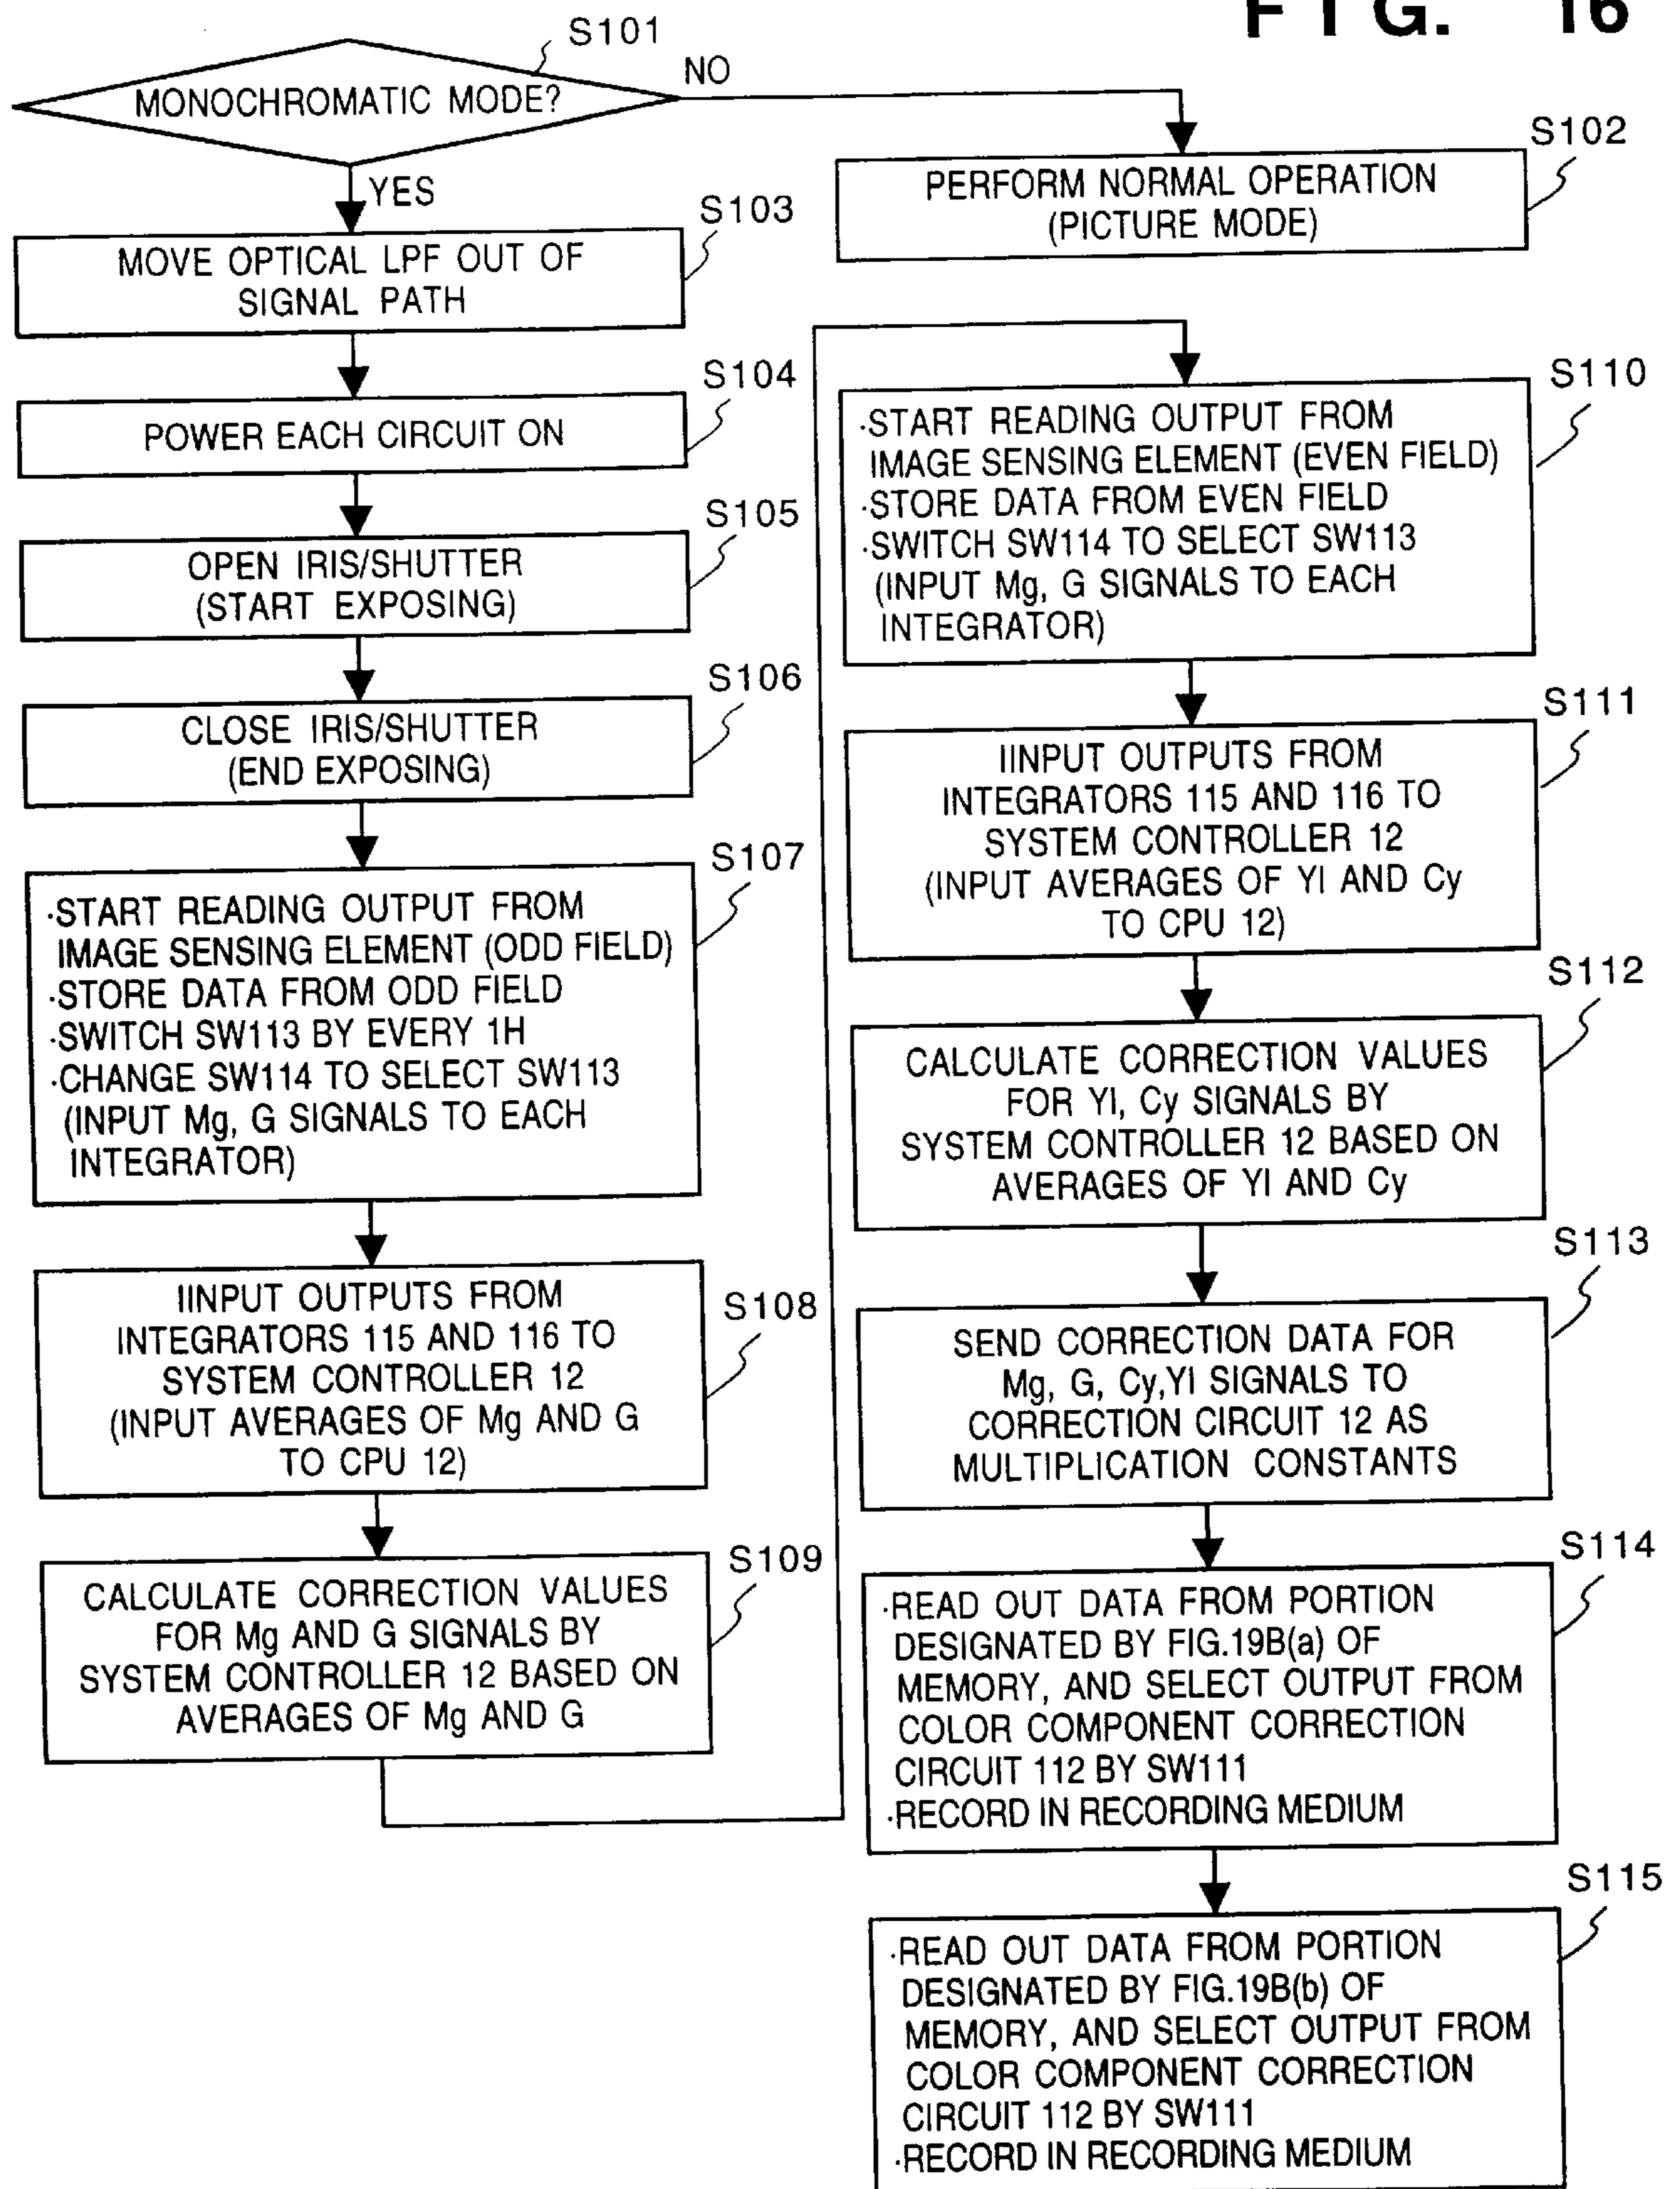 FIG. 16
S101
MONOCHROMATIC MODE?
NO
YES
S102
PERFORM NORMAL OPERATION
(PICTURE MODE)
S103
MOVE OPTICAL LPF OUT OF
SIGNAL PATH
S104
POWER EACH CIRCUIT ON
S105
OPEN IRIS/SHUTTER
(START EXPOSING)
S106
CLOSE IRIS/SHUTTER
(END EXPOSING)
S107
·START READING OUTPUT FROM
IMAGE SENSING ELEMENT (ODD FIELD)
·STORE DATA FROM ODD FIELD
·SWITCH SW113 BY EVERY 1H
·CHANGE SW114 TO SELECT SW113
(INPUT Mg, G SIGNALS TO EACH
INTEGRATOR)
S108
IINPUT OUTPUTS FROM
INTEGRATORS 115 AND 116 TO
SYSTEM CONTROLLER 12
(INPUT AVERAGES OF Mg AND G
TO CPU 12)
S109
CALCULATE CORRECTION VALUES
FOR Mg AND G SIGNALS BY
SYSTEM CONTROLLER 12 BASED ON
AVERAGES OF Mg AND G
S110
·START READING OUTPUT FROM
IMAGE SENSING ELEMENT (EVEN FIELD)
·STORE DATA FROM EVEN FIELD
·SWITCH SW114 TO SELECT SW113
(INPUT Mg, G SIGNALS TO EACH
INTEGRATOR)
S111
IINPUT OUTPUTS FROM
INTEGRATORS 115 AND 116 TO
SYSTEM CONTROLLER 12
(INPUT AVERAGES OF Yl AND Cy
TO CPU 12)
S112
CALCULATE CORRECTION VALUES
FOR Yl, Cy SIGNALS BY
SYSTEM CONTROLLER 12 BASED ON
AVERAGES OF Yl AND Cy
S113
SEND CORRECTION DATA FOR
Mg, G, Cy,Yl SIGNALS TO
CORRECTION CIRCUIT 12 AS
MULTIPLICATION CONSTANTS
S114
·READ OUT DATA FROM PORTION
DESIGNATED BY FIG.19B(a) OF
MEMORY, AND SELECT OUTPUT FROM
COLOR COMPONENT CORRECTION
CIRCUIT 112 BY SW111
·RECORD IN RECORDING MEDIUM
S115
·READ OUT DATA FROM PORTION
DESIGNATED BY FIG.19B(b) OF
MEMORY, AND SELECT OUTPUT FROM
COLOR COMPONENT CORRECTION
CIRCUIT 112 BY SW111
·RECORD IN RECORDING MEDIUM